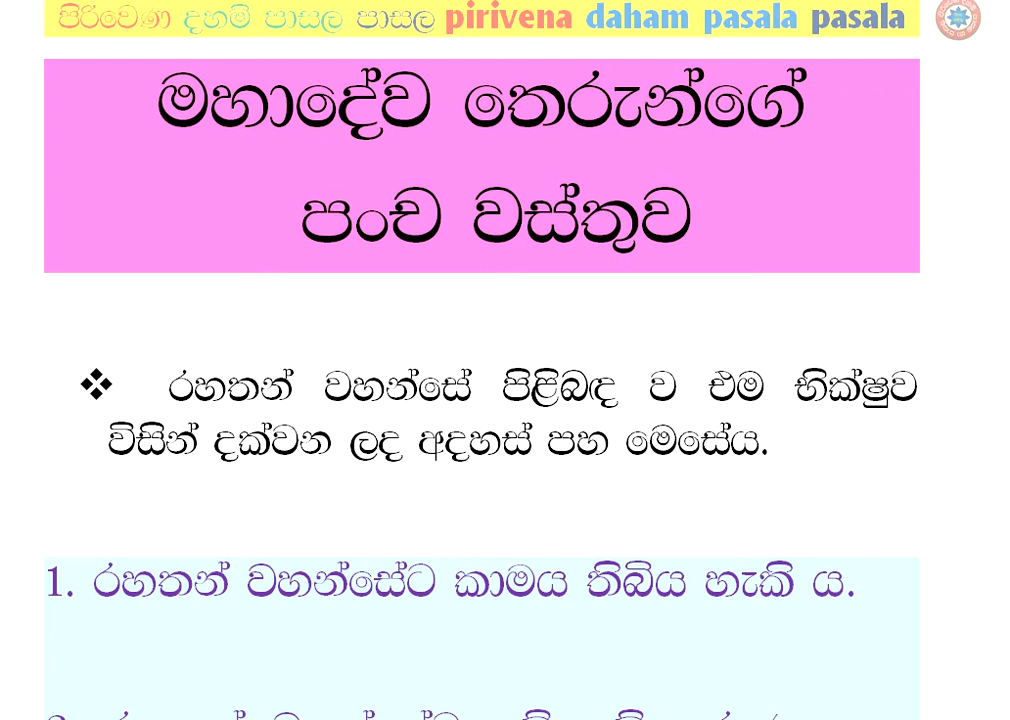 පිරිවෙණ දහම් පාසල පාසල pirivena daham pasala pasala
මහාදේව තෙරුන්ගේ
පංච වස්තුව
❖ රහතන් වහන්සේ පිළිබඳ ව එම භික්ෂුව
විසින් දක්වන ලද අදහස් පහ මෙසේය.
1. රහතන් වහන්සේට කාමය තිබිය හැකි ය.